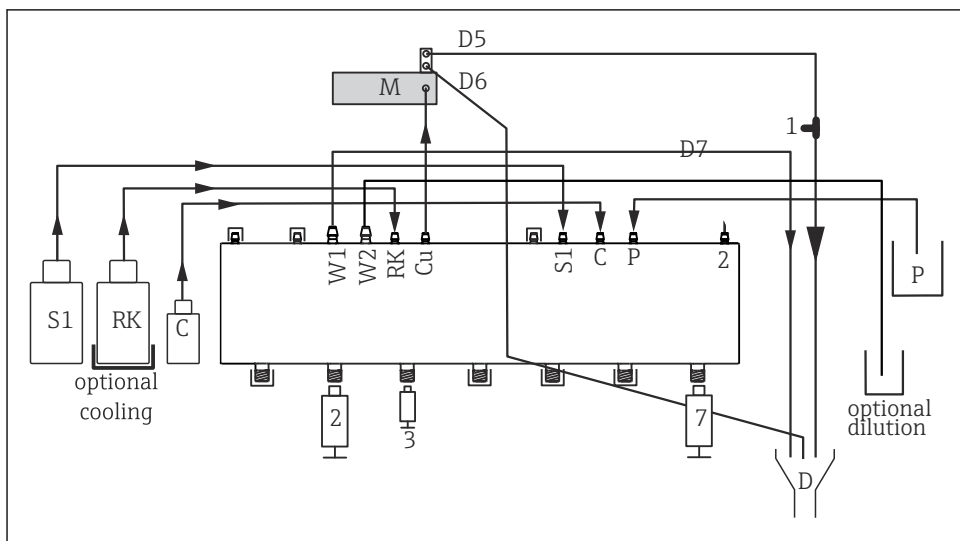 D5
M
D6
1
D7
W1
W2
RK
Cu
S1
C
P
2
S1
RK
C
P
optional
cooling
2
3
7
optional
dilution
D